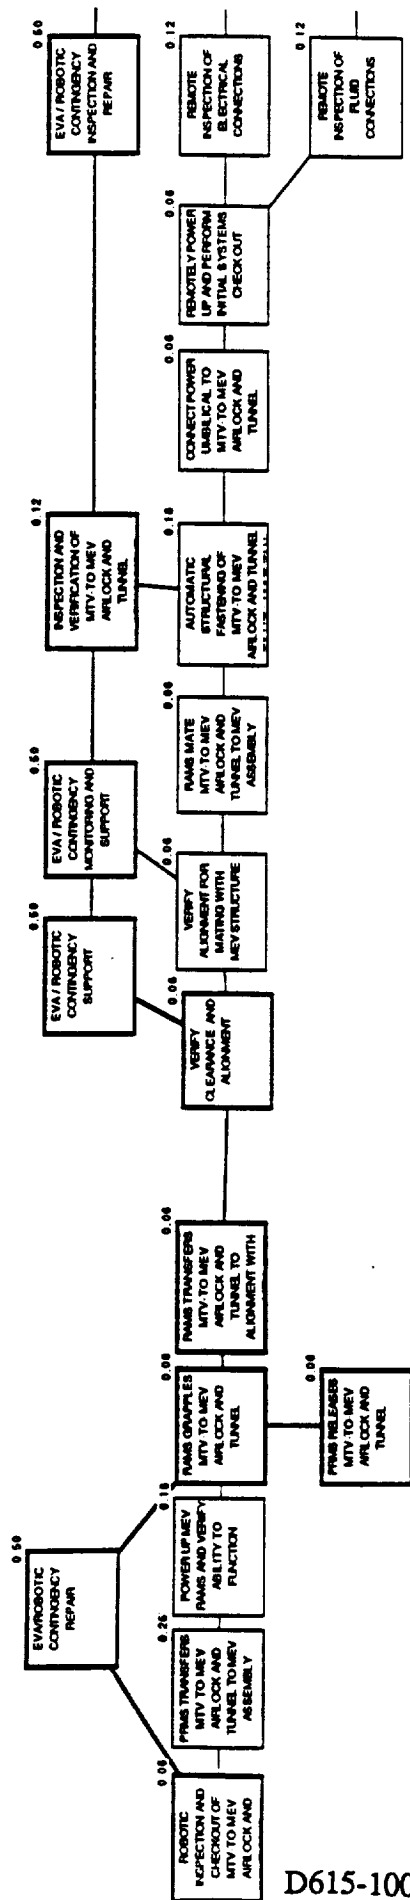 0.50
EVA/ROBOTIC
CONTINGENCY
REPAIR
0.06
ROBOTIC
INSPECTION AND
CHECKOUT OF
MTV TO MEV
AIRLOCK AND
0.25
PRMS TRANSFERS
MTV TO MEV
AIRLOCK AND
TUNNEL TO MEV
ASSEMBLY
POWER UP MEV
RAMS AND VERIFY
ABILITY TO
FUNCTION
RAMS GRAPPLES
MTV-TO MEV
AIRLOCK AND
TUNNEL
PRMS RELEASES
MTV-TO-MEV
AIRLOCK AND
TUNNEL
0.06
RAMS TRANSFERS
MTV-TO MEV
AIRLOCK AND
TUNNEL TO
ALIGNMENT WITH
0.06
VERIFY
CLEARANCE AND
ALIGNMENT
0.50
EVA / ROBOTIC
CONTINGENCY
SUPPORT
0.06
VERIFY
ALIGNMENT FOR
MATING WITH
MEV STRUCTURE
0.50
EVA / ROBOTIC
CONTINGENCY
MONITORING AND
SUPPORT
RAMS MATE
MTV-TO MEV
AIRLOCK AND
TUNNEL TO MEV
ASSEMBLY
0.12
INSPECTION AND
VERIFICATION OF
MTV-TO MEV
AIRLOCK AND
TUNNEL
AUTOMATIC
STRUCTURAL
FASTENING OF
MTV-TO MEV
AIRLOCK AND TUNNEL
0.06
CONNECT POWER
UMBILICAL TO
MTV-TO MEV
AIRLOCK AND
TUNNEL
0.06
REMOTELY POWER
UP AND PERFORM
INITIAL SYSTEMS
CHECKOUT
0.50
EVA / ROBOTIC
CONTINGENCY
INSPECTION AND
REPAIR
0.12
REMOTE
INSPECTION OF
ELECTRICAL
CONNECTIONS
0.12
REMOTE
INSPECTION OF
FLUID
CONNECTIONS
D615-100